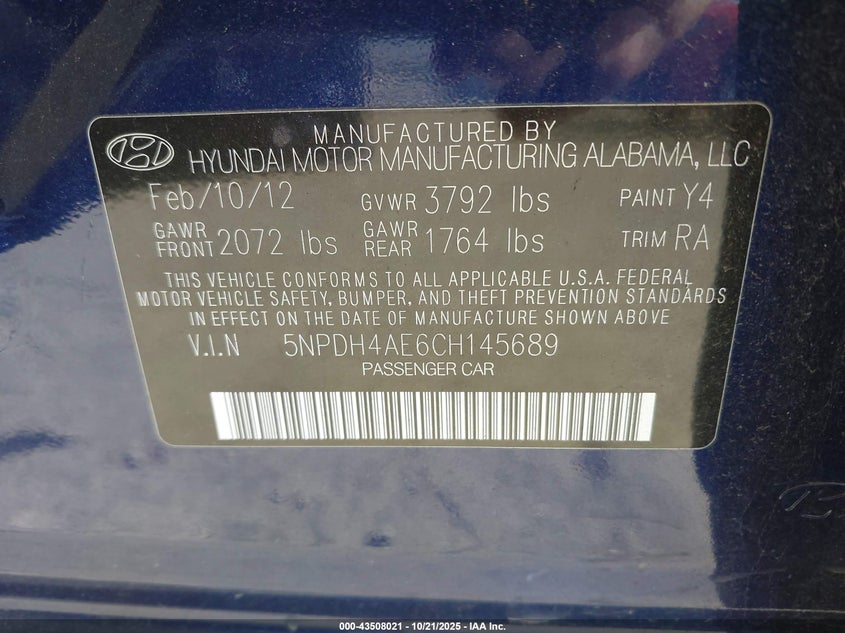 MANUFACTURED BY
HYUNDAI MOTOR MANUFACTURING ALABAMA, LLC
Feb/10/12 GVWR 3792 lbs PAINT Y4
GAWR FRONT 2072 lbs GAWR REAR 1764 lbs TRIM RA
THIS VEHICLE CONFORMS TO ALL APPLICABLE U.S.A. FEDERAL
MOTOR VEHICLE SAFETY, BUMPER, AND THEFT PREVENTION STANDARDS
IN EFFECT ON THE DATE OF MANUFACTURE SHOWN ABOVE
V.I.N 5NPDH4AE6CH145689
PASSENGER CAR
000-43508021 - 10/21/2025 - IAA Inc.